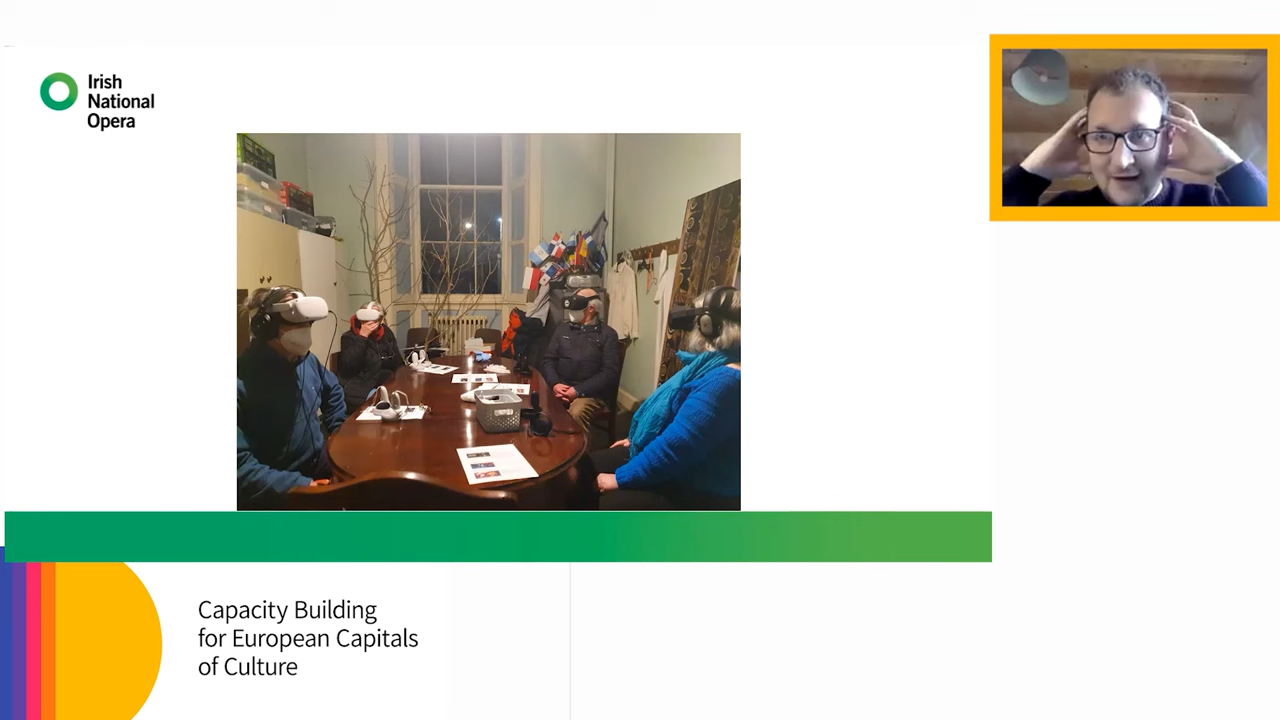 Irish
National
Opera
Capacity Building
for European Capitals
of Culture